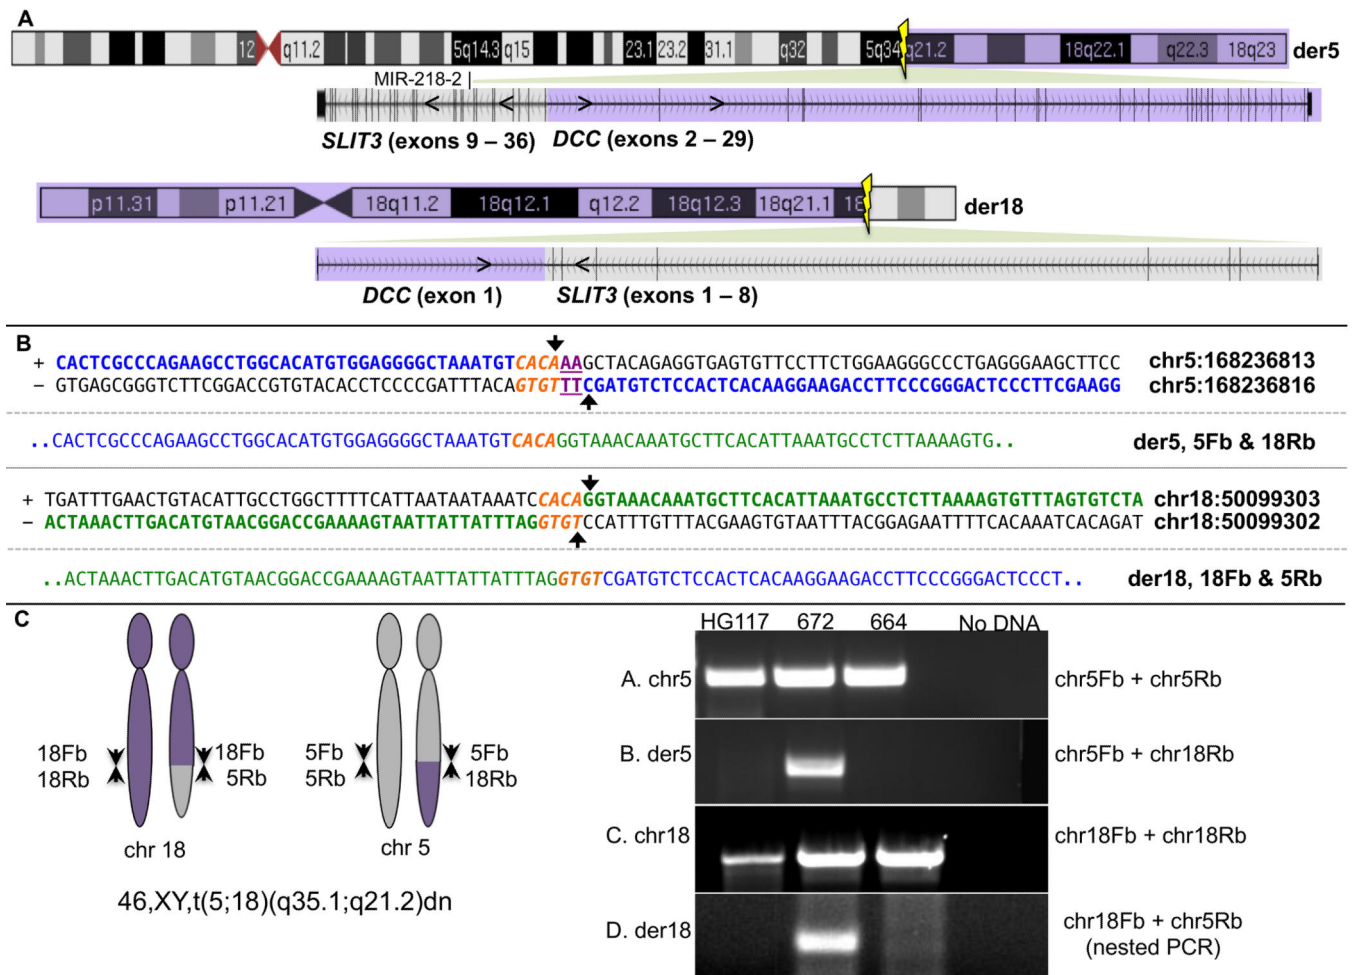 A
12 q11.2 5q14.3 q15 23.1 23.2 31.1 q32 5q34 q21.2 18q22.1 q22.3 18q23 der5
MIR-218-2
SLIT3 (exons 9 – 36) DCC (exons 2 – 29)
p11.31 p11.21 18q11.2 18q12.1 q12.2 18q12.3 18q21.1 18 der18
DCC (exon 1) SLIT3 (exons 1 – 8)
B
+ CACTCGCCCAGAAGCCTGGCACATGTGGAGGGGCTAAATGTCACAAAGCTACAGAGGTGAGTGTTCCTTCTGGAAGGGCCCTGAGGGAAGCTTCC chr5:168236813
− GTGAGCGGGTCTTCGGACCGTGTACACCTCCCCGATTTACAGTGTTTCGATGTCTCCACTCACAAGGAAGACCTTCCCGGGACTCCCTTCGAAGG chr5:168236816
..CACTCGCCCAGAAGCCTGGCACATGTGGAGGGGCTAAATGTCACAGGTAAACAAATGCTTCACATTAAATGCCTCTTAAAAGTG.. der5, 5Fb & 18Rb
+ TGATTTGAACTGTACATTGCCTGGCTTTTCATTAATAATAAATCCACAGGTAAACAAATGCTTCACATTAAATGCCTCTTAAAAGTGTTTAGTGTCTA chr18:50099303
− ACTAAACTTGACATGTAACGGACCGAAAAGTAATTATTATTTAGGTGTCCATTTGTTTACGAAGTGTAATTTACGGAGAATTTTCACAAATCACAGAT chr18:50099302
..ACTAAACTTGACATGTAACGGACCGAAAAGTAATTATTATTTAGGTGTCGATGTCTCCACTCACAAGGAAGACCTTCCCGGGACTCCCT.. der18, 18Fb & 5Rb
C
18Fb 18Fb 5Fb 5Fb
18Rb 5Rb 5Rb 18Rb
chr 18 chr 5
46,XY,t(5;18)(q35.1;q21.2)dn
HG117 672 664 No DNA
A. chr5 chr5Fb + chr5Rb
B. der5 chr5Fb + chr18Rb
C. chr18 chr18Fb + chr18Rb
D. der18 chr18Fb + chr5Rb
(nested PCR)